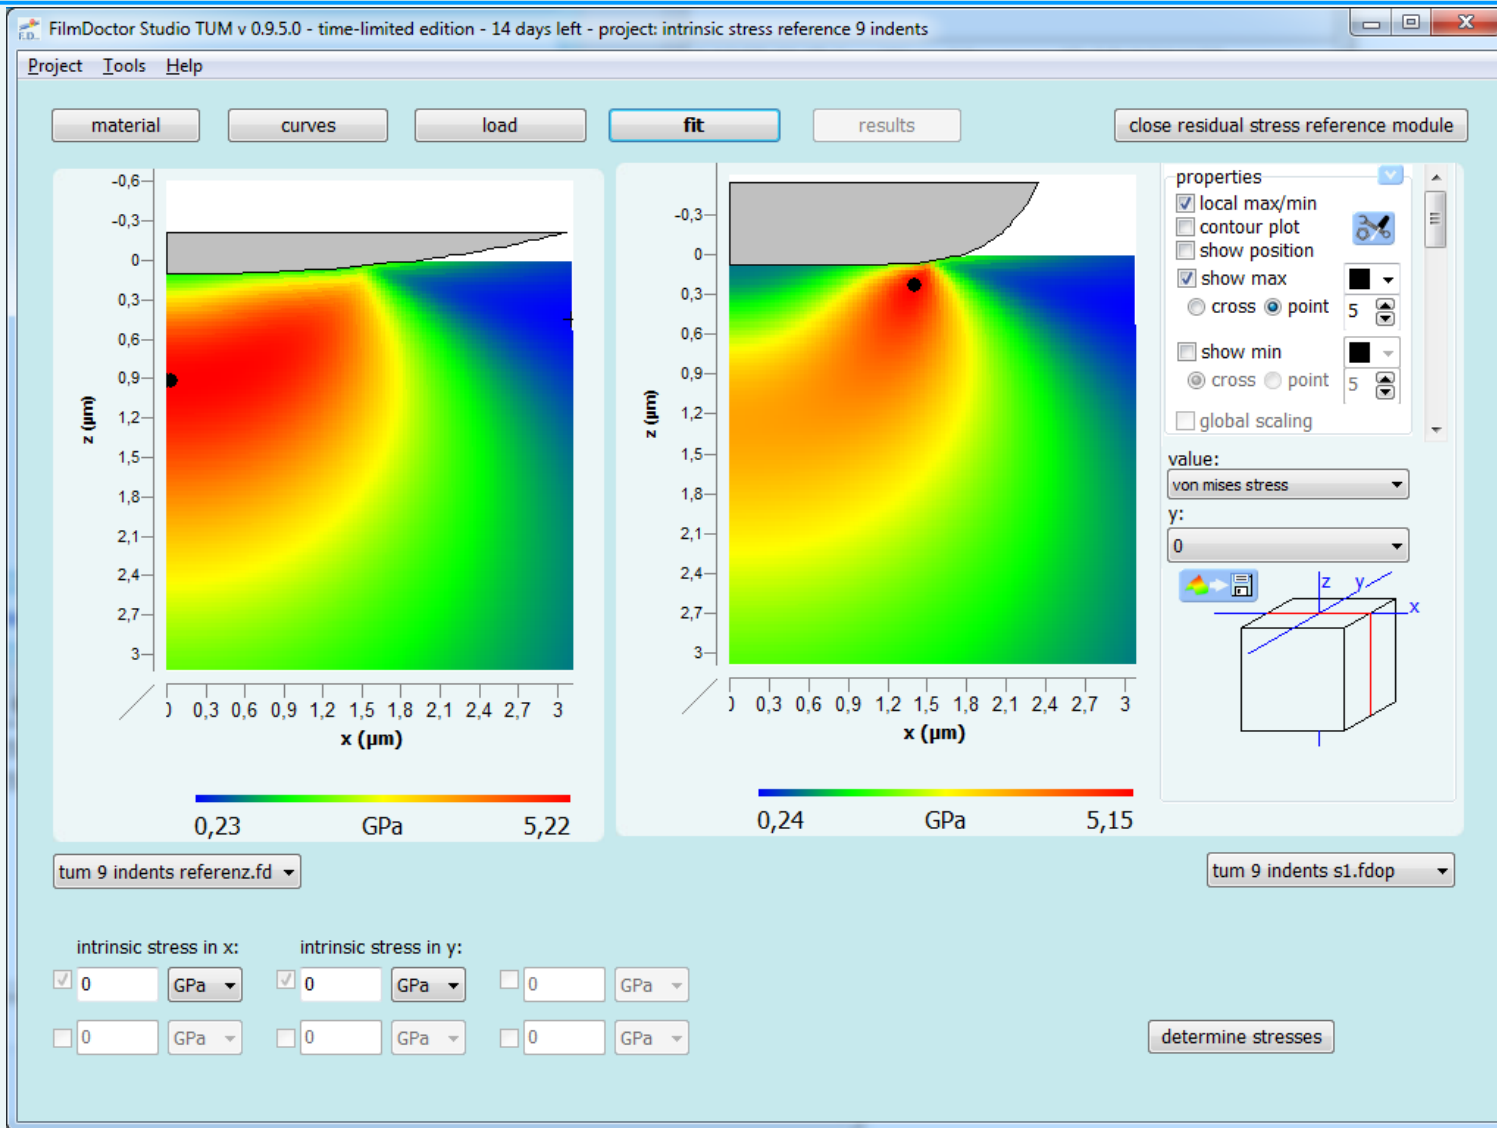 FilmDoctor Studio TUM v 0.9.5.0 - time-limited edition - 14 days left - project: intrinsic stress reference 9 indents
Project Tools Help
material curves load fit results close residual stress reference module
-0,6
-0,3
0
0,3
0,6
0,9
1,2
1,5
1,8
2,1
2,4
2,7
3
z (µm)
0,3 0,6 0,9 1,2 1,5 1,8 2,1 2,4 2,7 3
x (µm)
0,23 GPa 5,22
-0,3
0
0,3
0,6
0,9
1,2
1,5
1,8
2,1
2,4
2,7
3
z (µm)
0,3 0,6 0,9 1,2 1,5 1,8 2,1 2,4 2,7 3
x (µm)
0,24 GPa 5,15
properties
local max/min
contour plot
show position
show max
cross point 5
show min
cross point 5
global scaling
value:
von mises stress
y:
0
z y
x
tum 9 indents referenz.fd tum 9 indents s1.fdop
intrinsic stress in x: intrinsic stress in y:
0 GPa 0 GPa 0 GPa
0 GPa 0 GPa 0 GPa
determine stresses